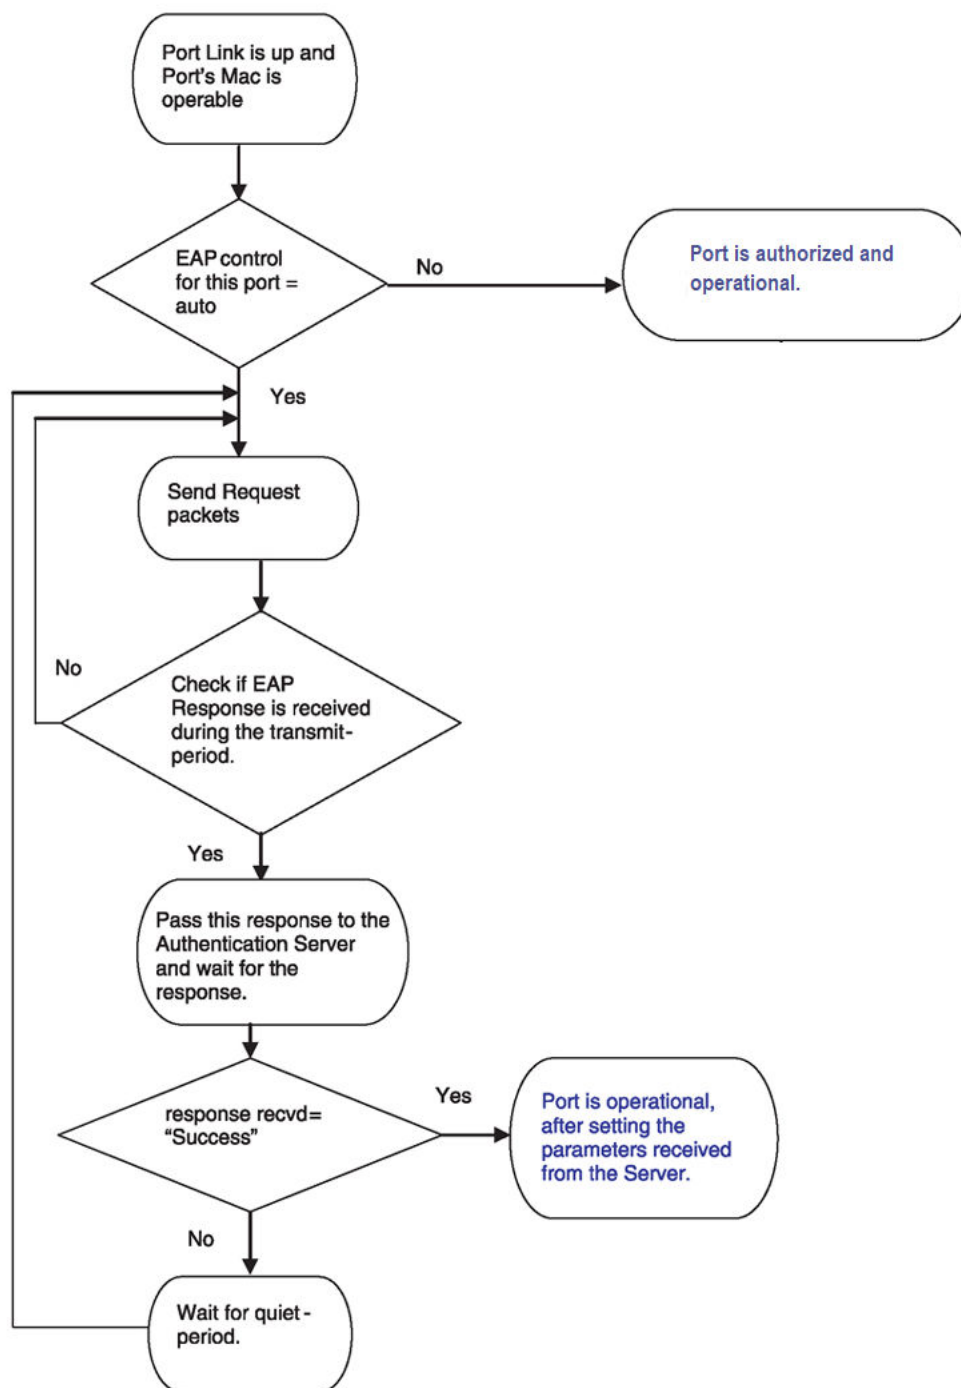 Port Link is up and
Port's Mac is
operable
EAP control
for this port =
auto
No
Port is authorized and
operational.
Yes
Send Request
packets
No
Check if EAP
Response is received
during the transmit-
period.
Yes
Pass this response to the
Authentication Server
and wait for the
response.
response recvd=
"Success"
Yes
Port is operational,
after setting the
parameters received
from the Server.
No
Wait for quiet-
period.